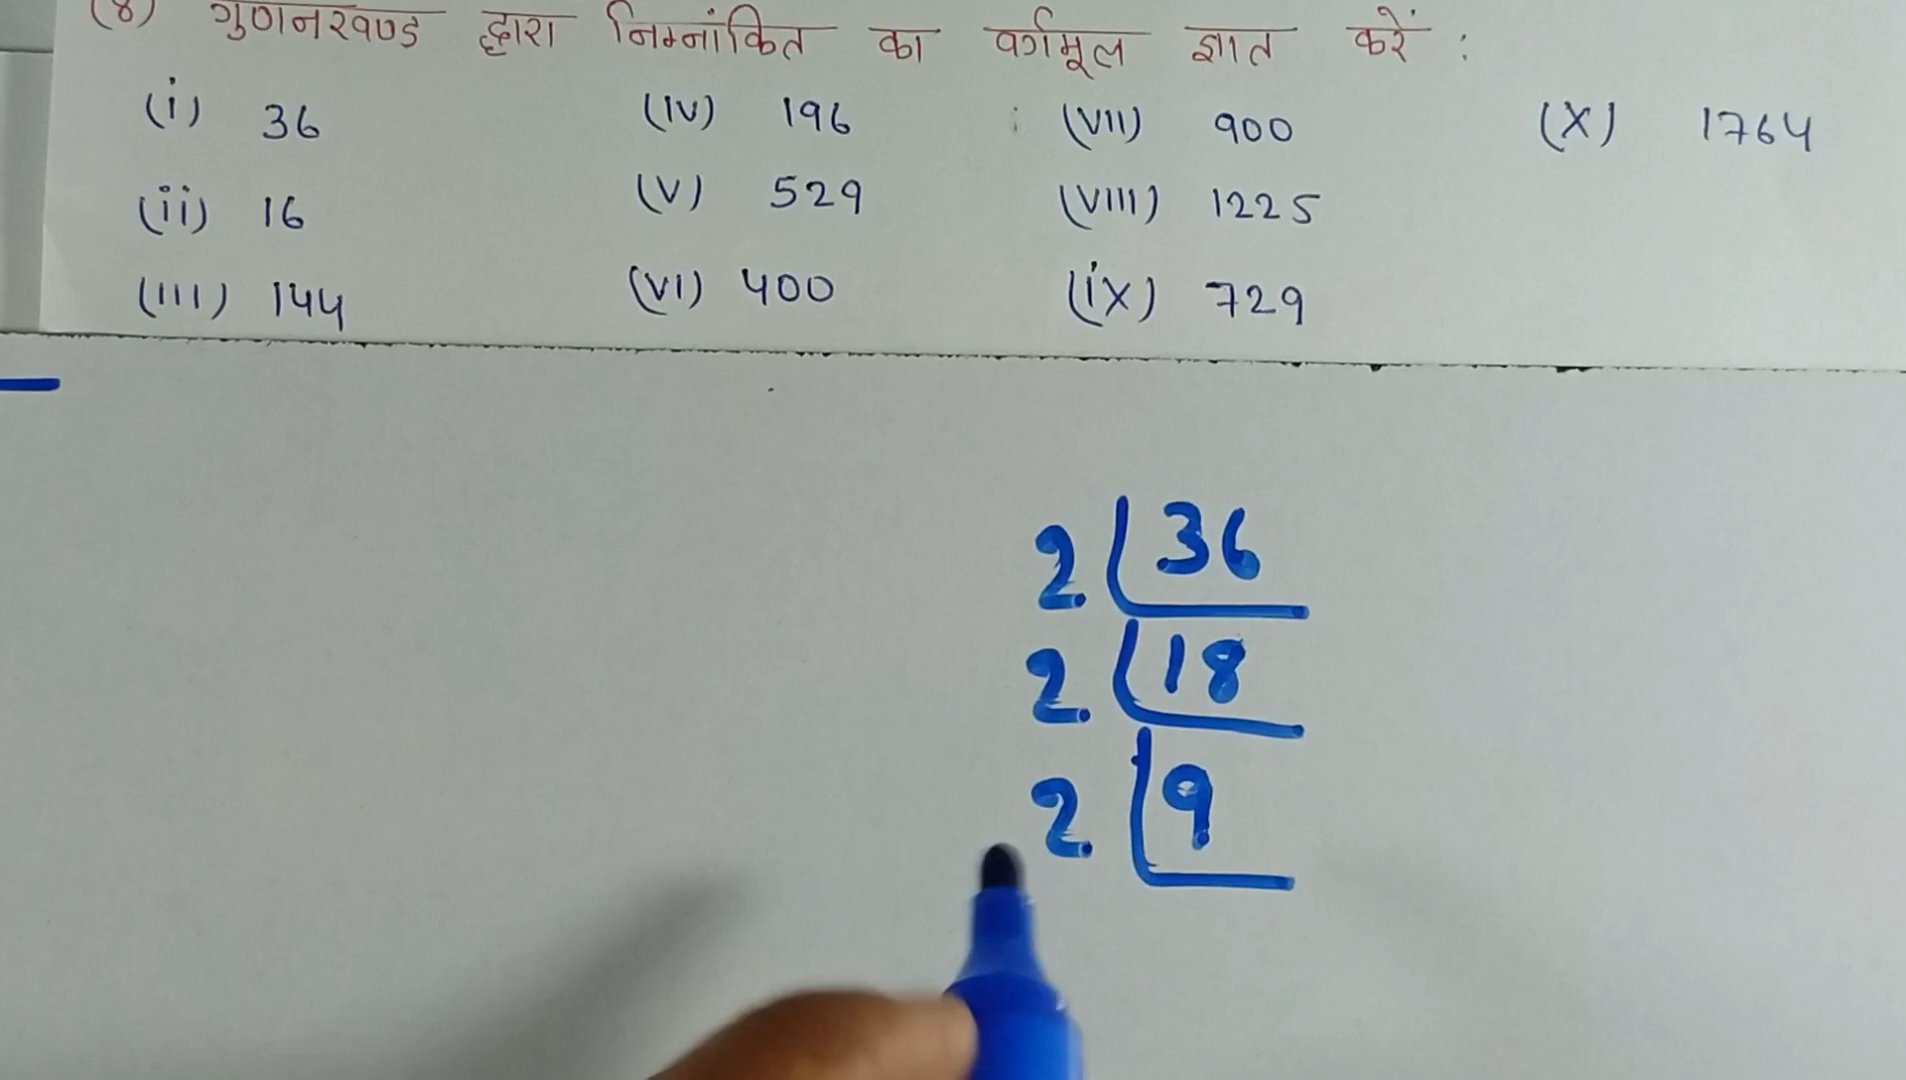 (४) गुणनखण्ड द्वारा निम्नांकित का वर्गमूल ज्ञात करें :
(i) 36 (iv) 196 (vii) 900 (x) 1764
(ii) 16 (v) 529 (viii) 1225
(iii) 144 (vi) 400 (ix) 729
2 36
2 18
2 9